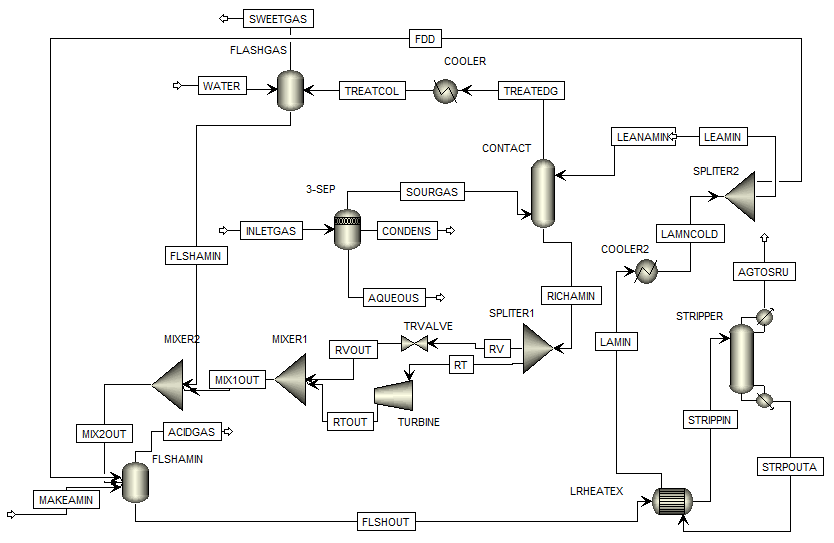 SWEETGAS
FDD
FLASHGAS
COOLER
WATER
TREATCOL
TREATEDG
LEANAMIN
LEAMIN
CONTACT
SPLITER2
3-SEP
SOURGAS
INLETGAS
CONDENS
LAMNCOLD
FLSHAMIN
COOLER2
AGTOSRU
AQUEOUS
RICHAMIN
SPLITER1
STRIPPER
TRVALVE
MIXER2
MIXER1
RVOUT
RV
LAMIN
RT
MIX1OUT
RTOUT
TURBINE
STRIPPIN
MIX2OUT
ACIDGAS
FLSHAMIN
STRPOUTA
MAKEAMIN
LRHEATEX
FLSHOUT